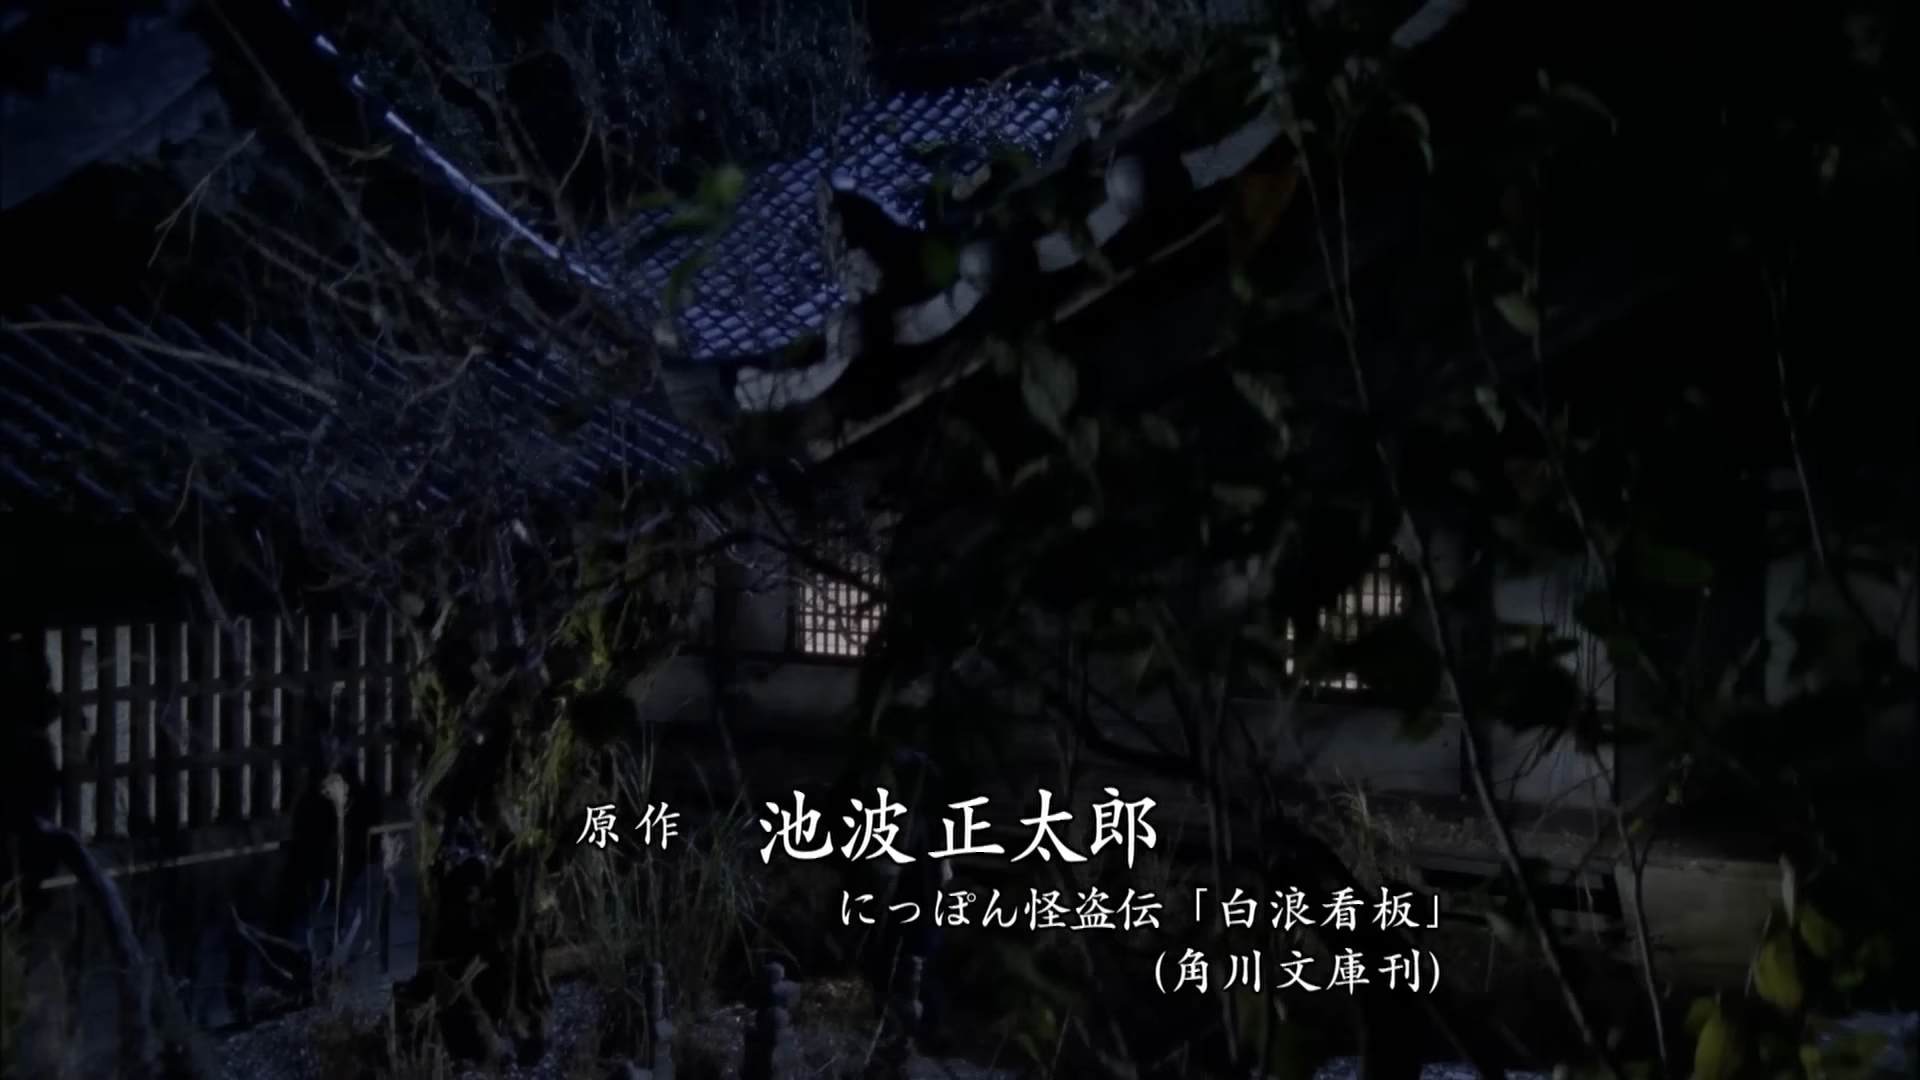 原作 池波正太郎
にっぽん怪盗伝「白浪看板」
(角川文庫刊)